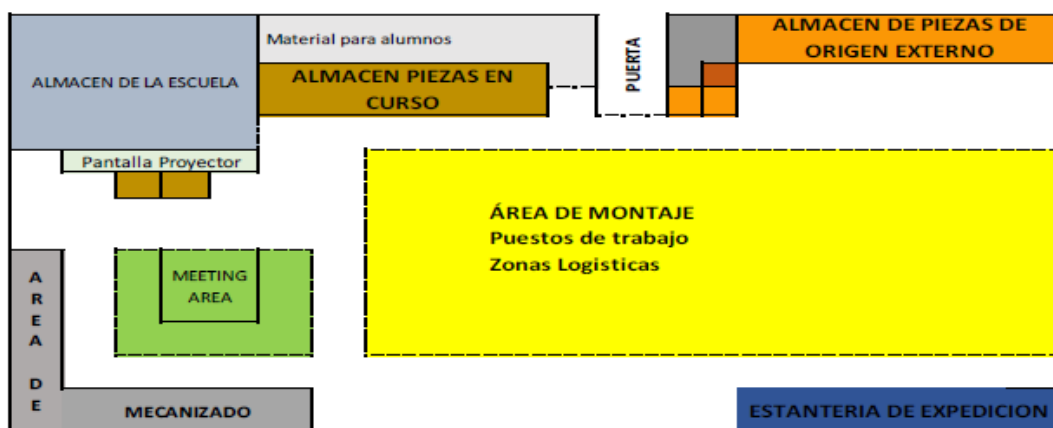 ALMACEN DE LA ESCUELA
Material para alumnos
ALMACEN PIEZAS EN
CURSO
PUERTA
ALMACEN DE PIEZAS DE
ORIGEN EXTERNO
Pantalla Proyector
ÁREA DE MONTAJE
Puestos de trabajo
Zonas Logisticas
MEETING
AREA
A
R
E
A
D
E
MECANIZADO
ESTANTERIA DE EXPEDICION